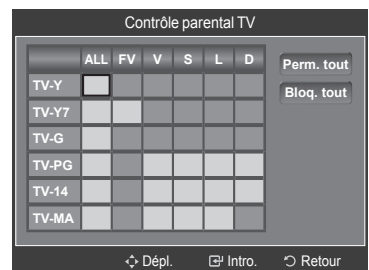 Contrôle parental TV
ALL FV V S L D
Perm. tout
Bloq. tout
TV-Y
TV-Y7
TV-G
TV-PG
TV-14
TV-MA
Dépl. Intro. Retour